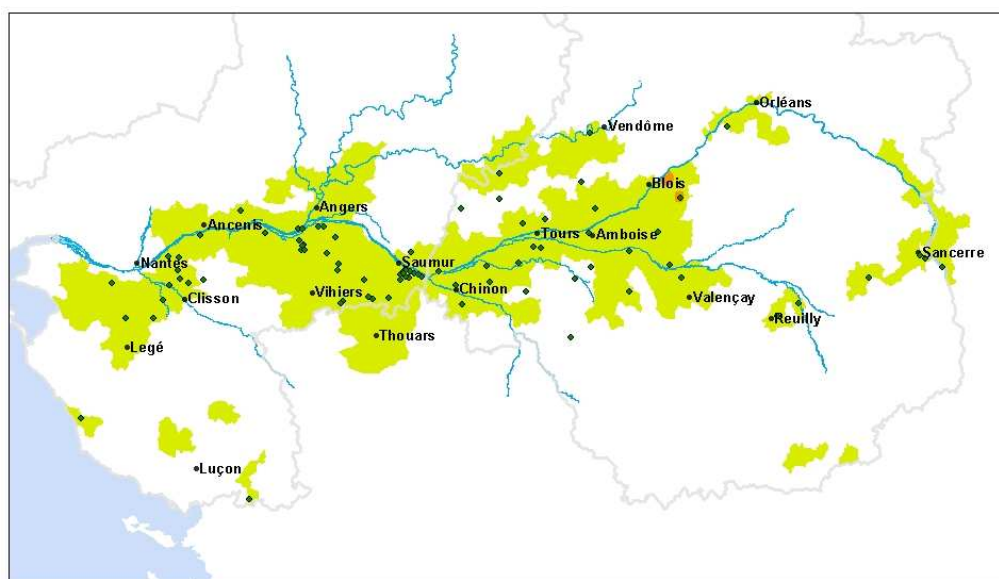 Orléans
Vendôme
Blois
Angers
Ancenis
Tours
Amboise
Sancerre
Nantes
Saumur
Chinon
Vihiers
Clisson
Valençay
Reuilly
Thouars
Legé
Luçon